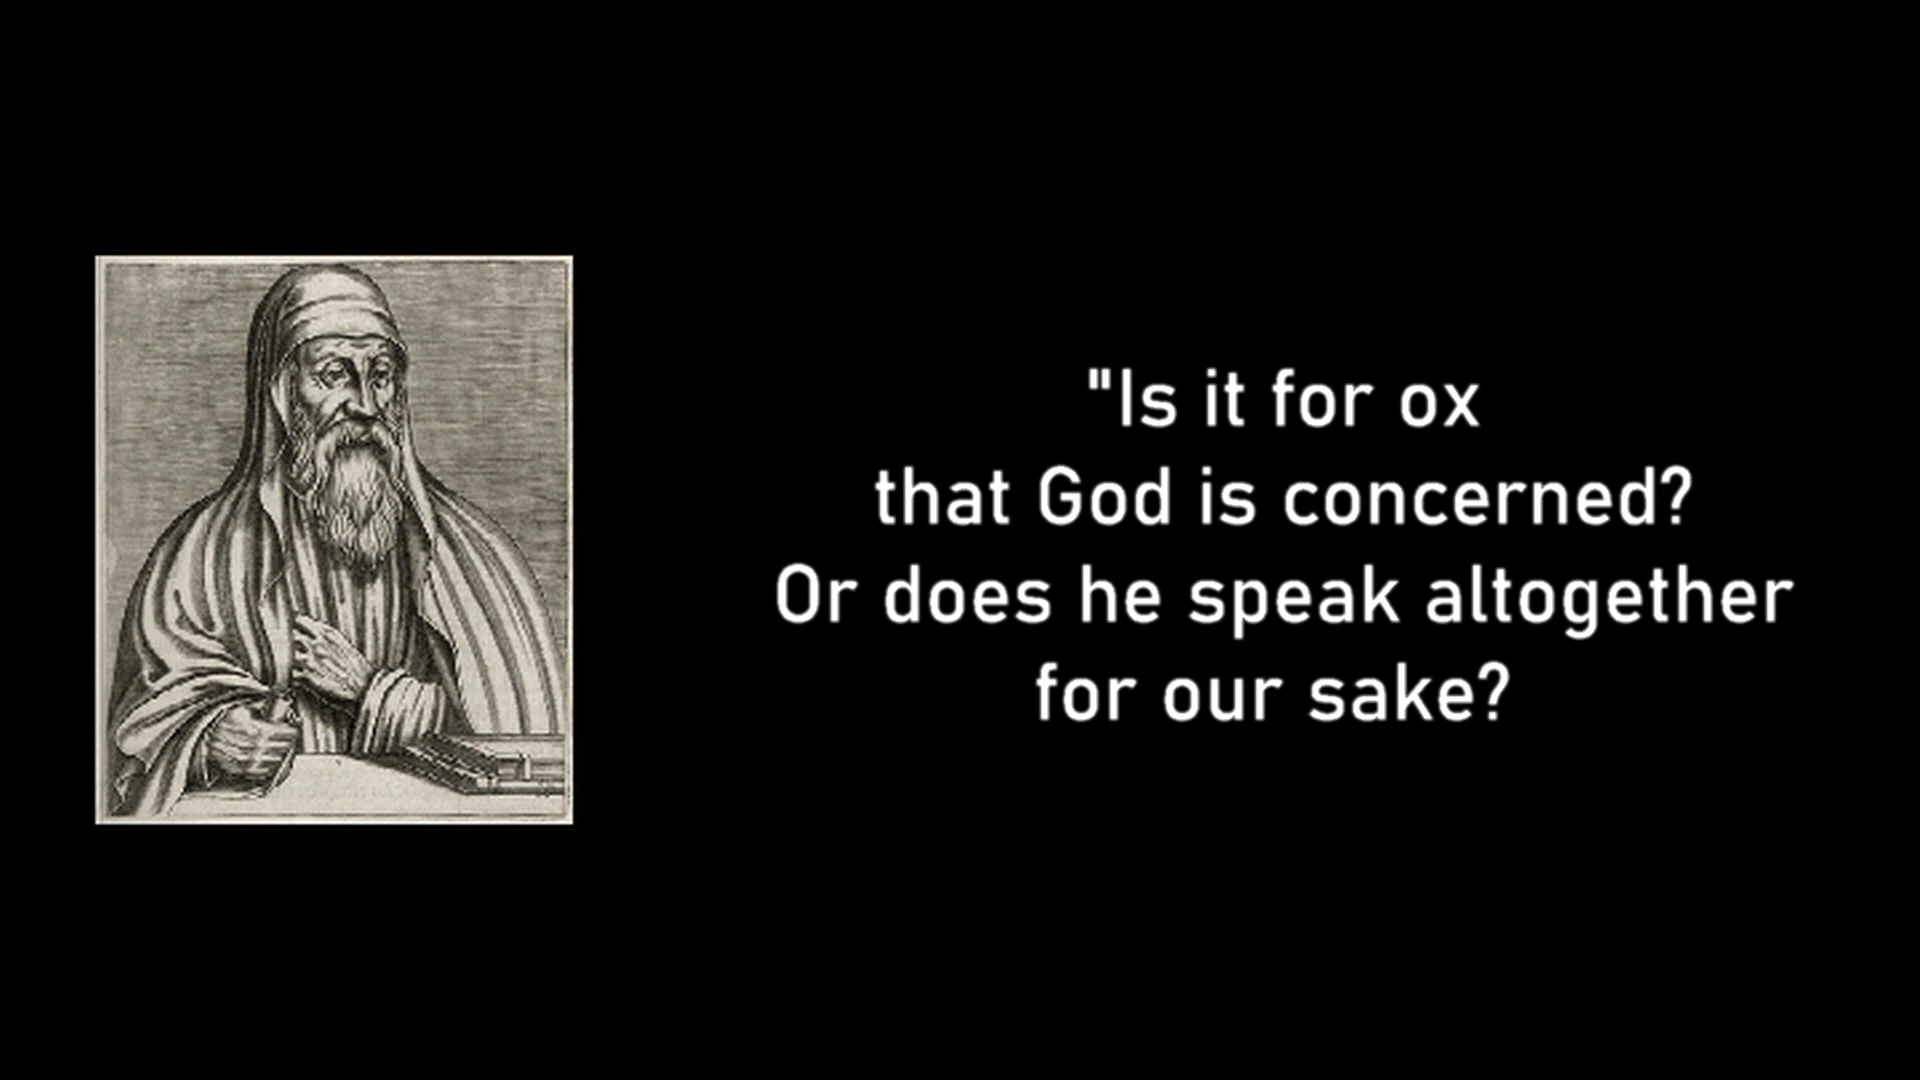 "Is it for ox
that God is concerned?
Or does he speak altogether
for our sake?